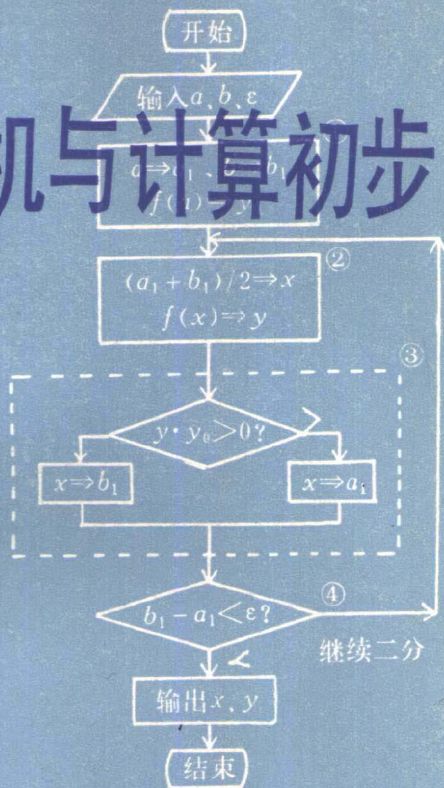 开始
输入a、b、ε
机与计算初步
②
(a₁+b₁)/2⇒x
f(x)⇒y
③
y·y₀>0?
x⇒b₁
x⇒a₁
④
b₁-a₁<ε?
继续二分
输出x、y
结束